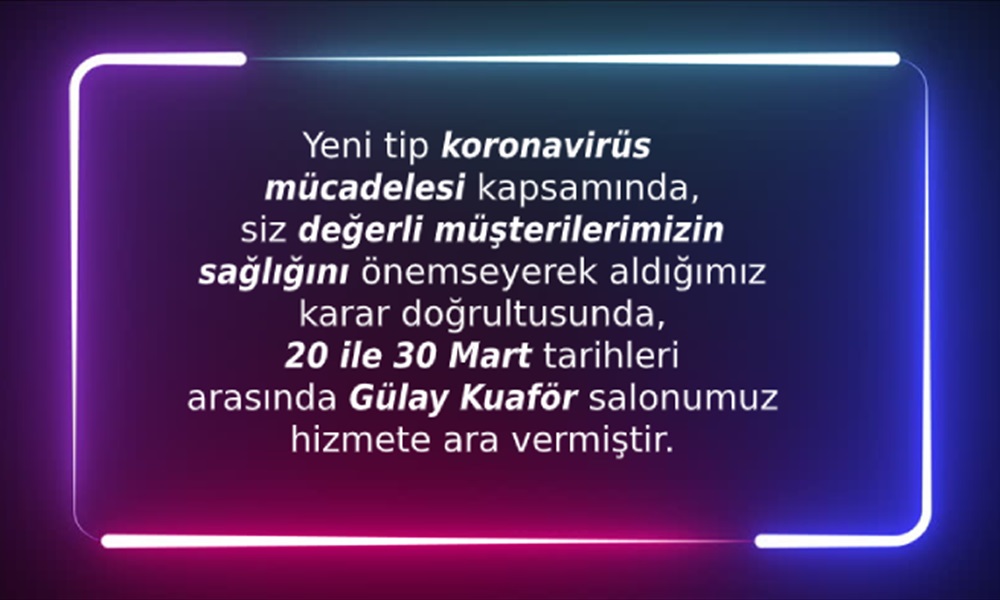 Yeni tip koronavirüs
mücadelesi kapsamında,
siz değerli müşterilerimizin
sağlığını önemseyerek aldığımız
karar doğrultusunda,
20 ile 30 Mart tarihleri
arasında Gülay Kuaför salonumuz
hizmete ara vermiştir.